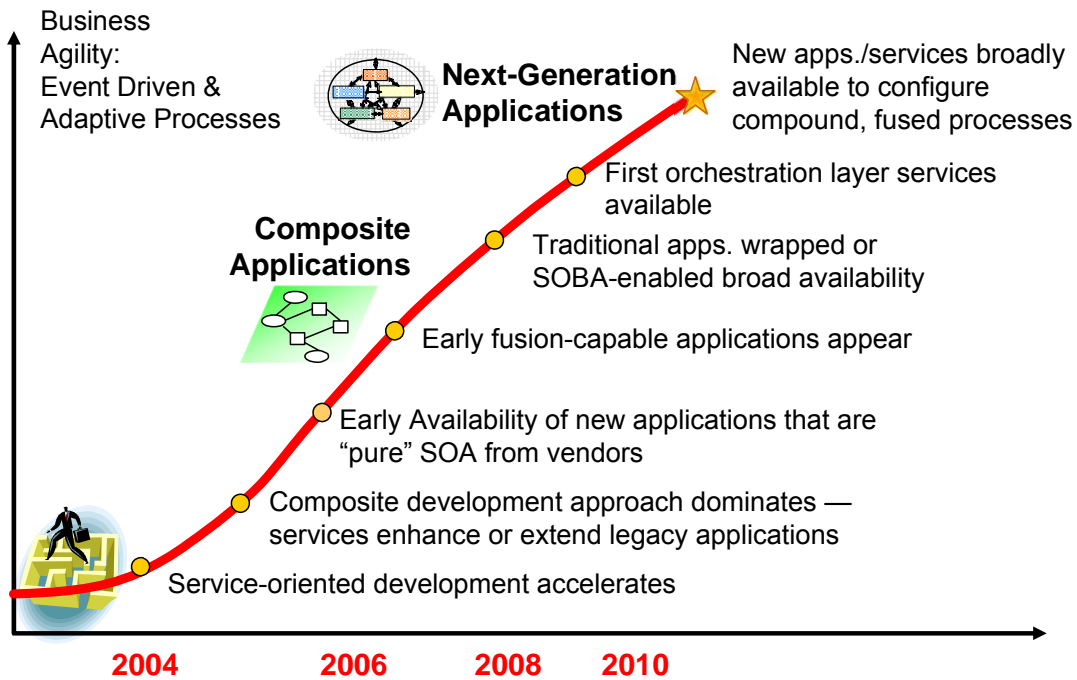 Business
Agility:
Event Driven &
Adaptive Processes
Next-Generation
Applications
New apps./services broadly
available to configure
compound, fused processes
First orchestration layer services
available
Composite
Applications
Traditional apps. wrapped or
SOBA-enabled broad availability
Early fusion-capable applications appear
Early Availability of new applications that are
“pure” SOA from vendors
Composite development approach dominates —
services enhance or extend legacy applications
Service-oriented development accelerates
2004 2006 2008 2010